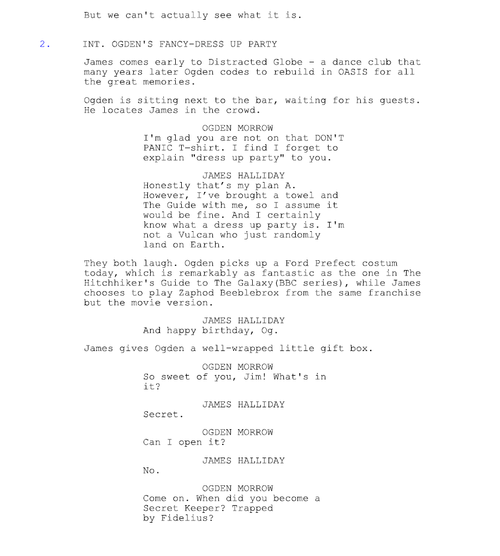 But we can't actually see what it is.
2. INT. OGDEN'S FANCY-DRESS UP PARTY
James comes early to Distracted Globe - a dance club that
many years later Ogden codes to rebuild in OASIS for all
the great memories.
Ogden is sitting next to the bar, waiting for his guests.
He locates James in the crowd.
OGDEN MORROW
I'm glad you are not on that DON'T
PANIC T-shirt. I find I forget to
explain "dress up party" to you.
JAMES HALLIDAY
Honestly that's my plan A.
However, I've brought a towel and
The Guide with me, so I assume it
would be fine. And I certainly
know what a dress up party is. I'm
not a Vulcan who just randomly
land on Earth.
They both laugh. Ogden picks up a Ford Prefect costum
today, which is remarkably as fantastic as the one in The
Hitchhiker's Guide to The Galaxy(BBC series), while James
chooses to play Zaphod Beeblebrox from the same franchise
but the movie version.
JAMES HALLIDAY
And happy birthday, Og.
James gives Ogden a well-wrapped little gift box.
OGDEN MORROW
So sweet of you, Jim! What's in
it?
JAMES HALLIDAY
Secret.
OGDEN MORROW
Can I open it?
JAMES HALLIDAY
No.
OGDEN MORROW
Come on. When did you become a
Secret Keeper? Trapped
by Fidelius?